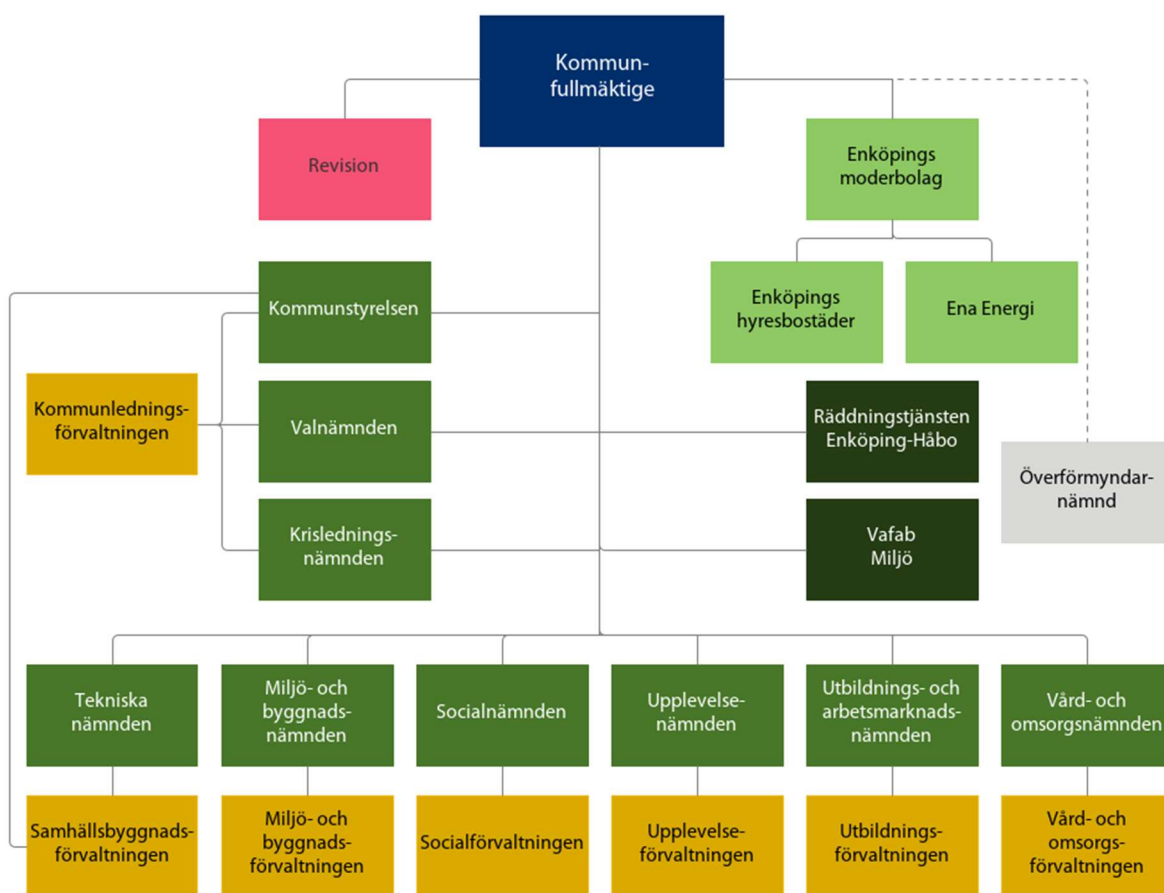 Kommun-
fullmäktige
Revision
Enköpings
moderbolag
Kommunstyrelsen
Enköpings
hyresbostäder
Ena Energi
Kommunlednings-
förvaltningen
Valnämnden
Räddningstjänsten
Enköping-Håbo
Överförmyndar-
nämnd
Krislednings-
nämnden
Vafab
Miljö
Tekniska
nämnden
Miljö- och
byggnads-
nämnden
Socialnämnden
Upplevelse-
nämnden
Utbildnings- och
arbetsmarknads-
nämnden
Vård- och
omsorgsnämnden
Samhällsbyggnads-
förvaltningen
Miljö- och
byggnads-
förvaltningen
Socialförvaltningen
Upplevelse-
förvaltningen
Utbildnings-
förvaltningen
Vård- och
omsorgs-
förvaltningen